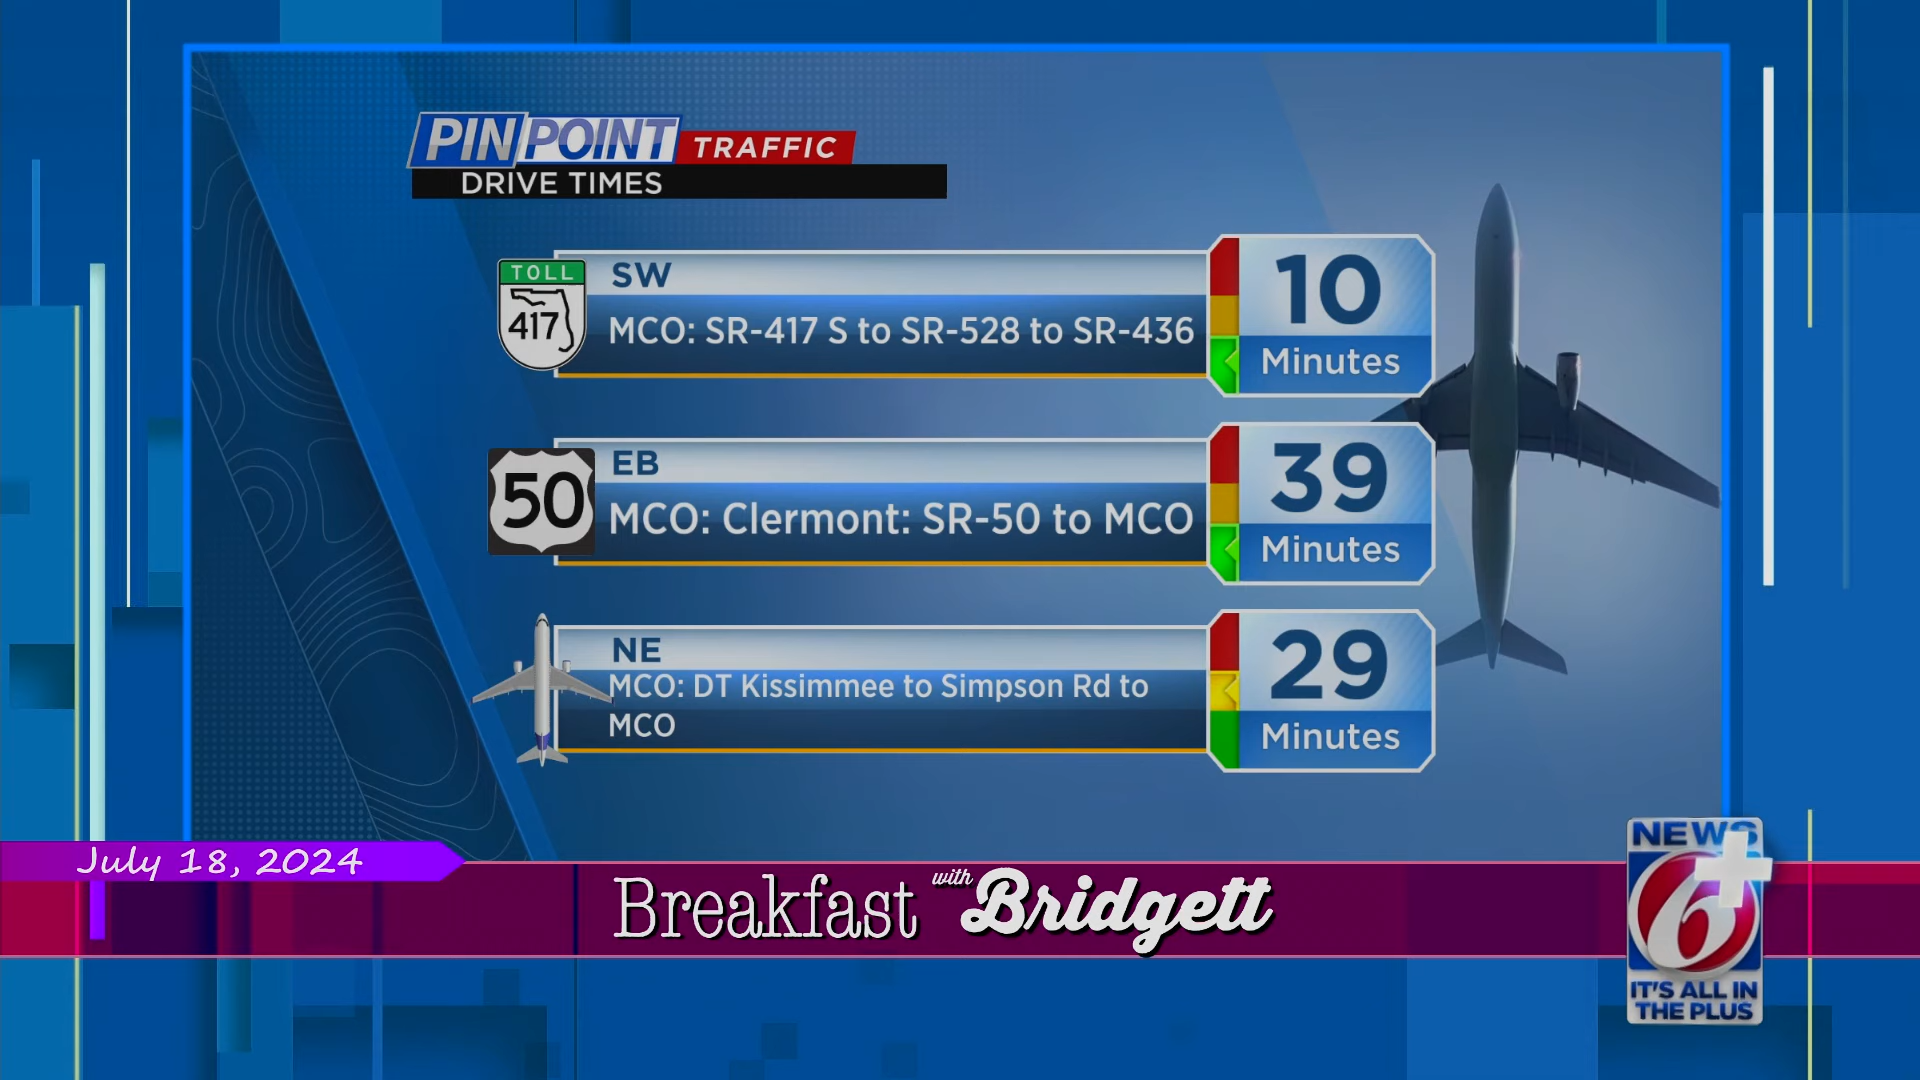 PINPOINT TRAFFIC
DRIVE TIMES
TOLL
417
SW
MCO: SR-417 S to SR-528 to SR-436
10
Minutes
50
EB
MCO: Clermont: SR-50 to MCO
39
Minutes
NE
MCO: DT Kissimmee to Simpson Rd to
MCO
29
Minutes
July 18, 2024
Breakfast with Bridgett
NEWS
6+
IT'S ALL IN
THE PLUS